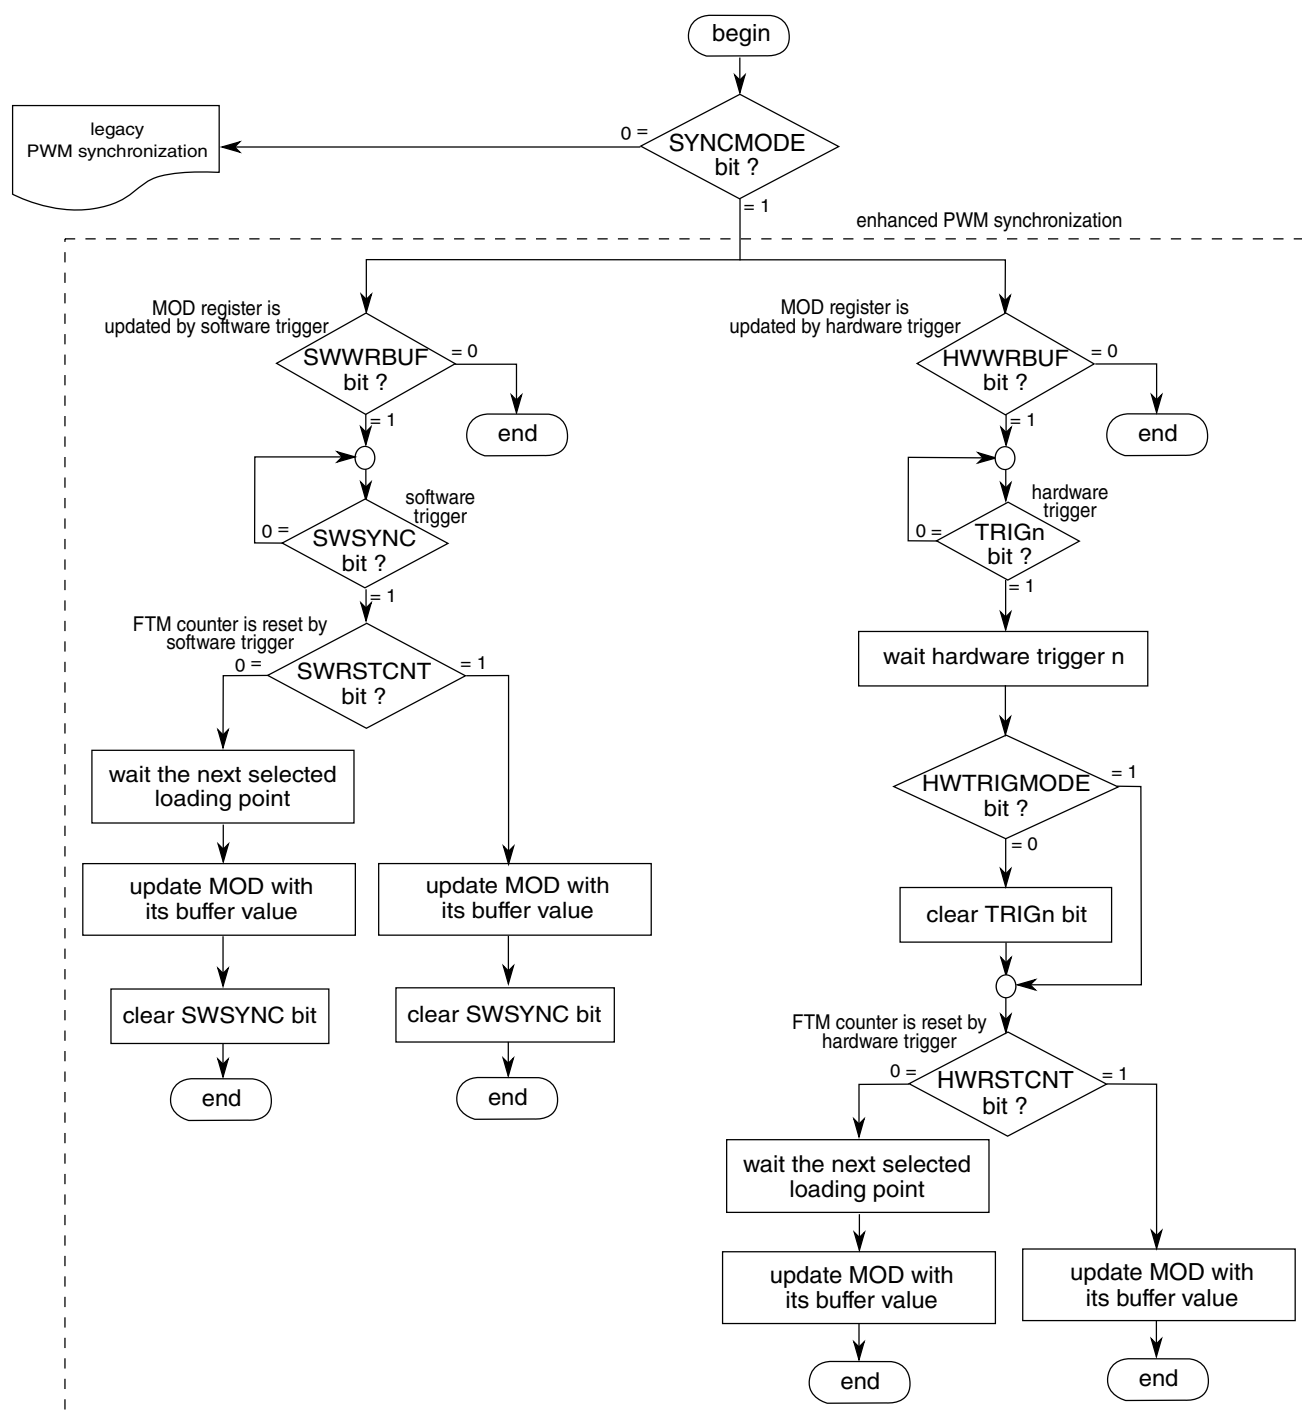 begin
SYNCMODE
bit ?
0 =
= 1
legacy
PWM synchronization
enhanced PWM synchronization
MOD register is
updated by software trigger
SWWRBUF
bit ?
= 0
= 1
end
software
trigger
SWSYNC
bit ?
0 =
= 1
FTM counter is reset by
software trigger
SWRSTCNT
bit ?
0 =
= 1
wait the next selected
loading point
update MOD with
its buffer value
clear SWSYNC bit
end
update MOD with
its buffer value
clear SWSYNC bit
end
MOD register is
updated by hardware trigger
HWWRBUF
bit ?
= 0
= 1
end
hardware
trigger
TRIGn
bit ?
0 =
= 1
wait hardware trigger n
HWTRIGMODE
bit ?
= 1
= 0
clear TRIGn bit
FTM counter is reset by
hardware trigger
HWRSTCNT
bit ?
0 =
= 1
wait the next selected
loading point
update MOD with
its buffer value
end
update MOD with
its buffer value
end